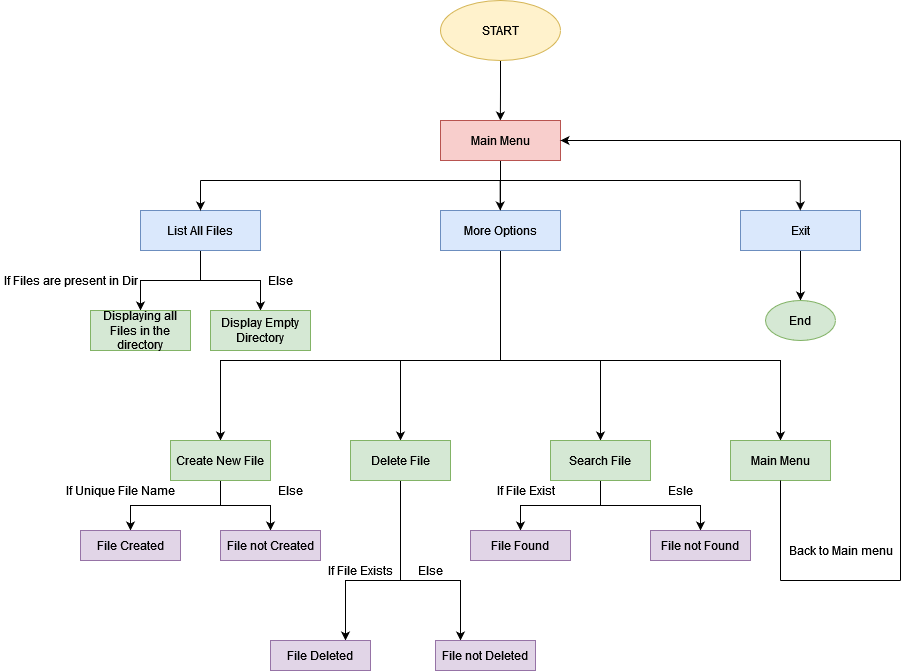 START
Main Menu
List All Files
More Options
Exit
If Files are present in Dir
Else
Displaying all
Files in the
directory
Display Empty
Directory
End
Create New File
Delete File
Search File
Main Menu
If Unique File Name
Else
If File Exist
Esle
File Created
File not Created
File Found
File not Found
Back to Main menu
If File Exists
Else
File Deleted
File not Deleted